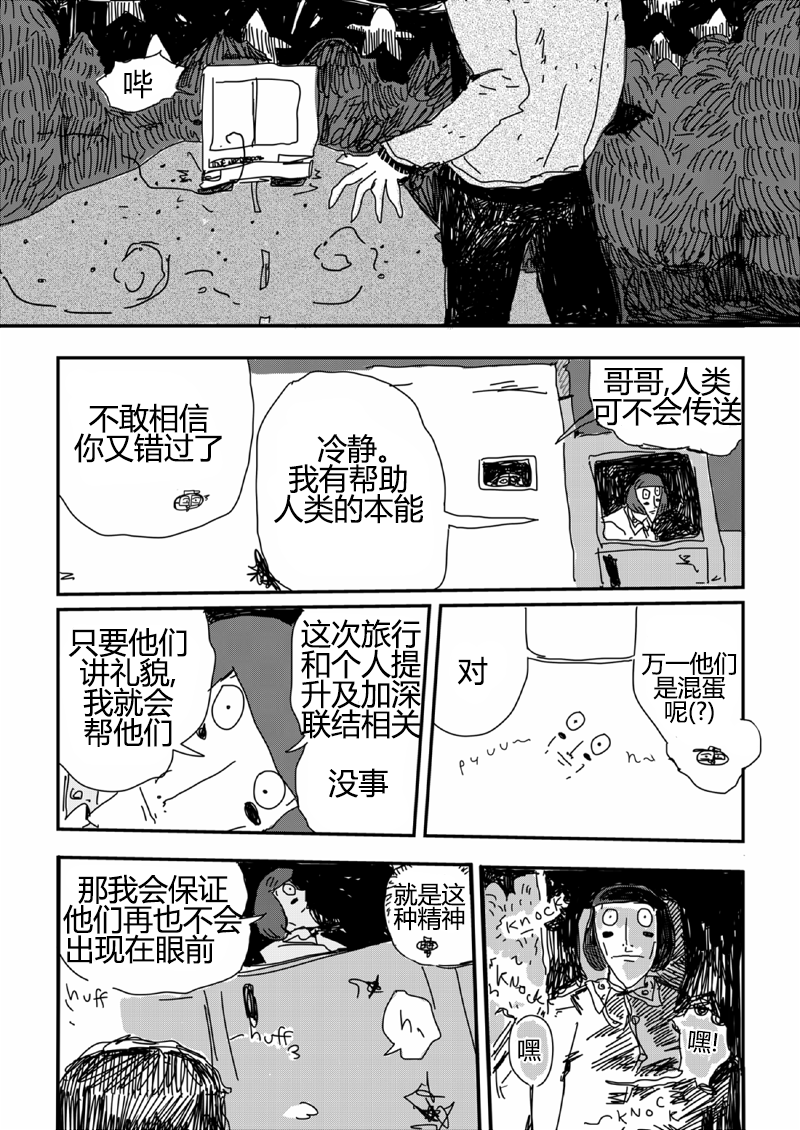 哔
哥哥,人类
可不会传送
冷静。
我有帮助
人类的本能
不敢相信
你又错过了
万一他们
是混蛋
呢(?)
对
pyuu~
h~
这次旅行
和个人提
升及加深
联结相关
没事
只要他们
讲礼貌,
我就会
帮他们
那我会保证
他们再也不会
出现在眼前
就是这
种精神
huff
huff
h,
KNOCK
KNOCK
嘿
嘿!
KNOCK